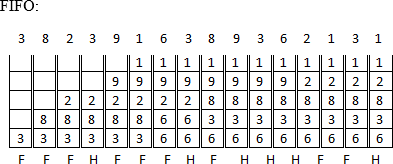 FIFO:
3 8 2 3 9 1 6 3 8 9 3 6 2 1 3 1
1 1 1 1 1 1 1 1 1 1 1
9 9 9 9 9 9 9 9 2 2 2 2
2 2 2 2 2 2 8 8 8 8 8 8 8 8
8 8 8 8 8 6 6 3 3 3 3 3 3 3 3
3 3 3 3 3 3 6 6 6 6 6 6 6 6 6 6
F F F H F F F H F H H H H F F H